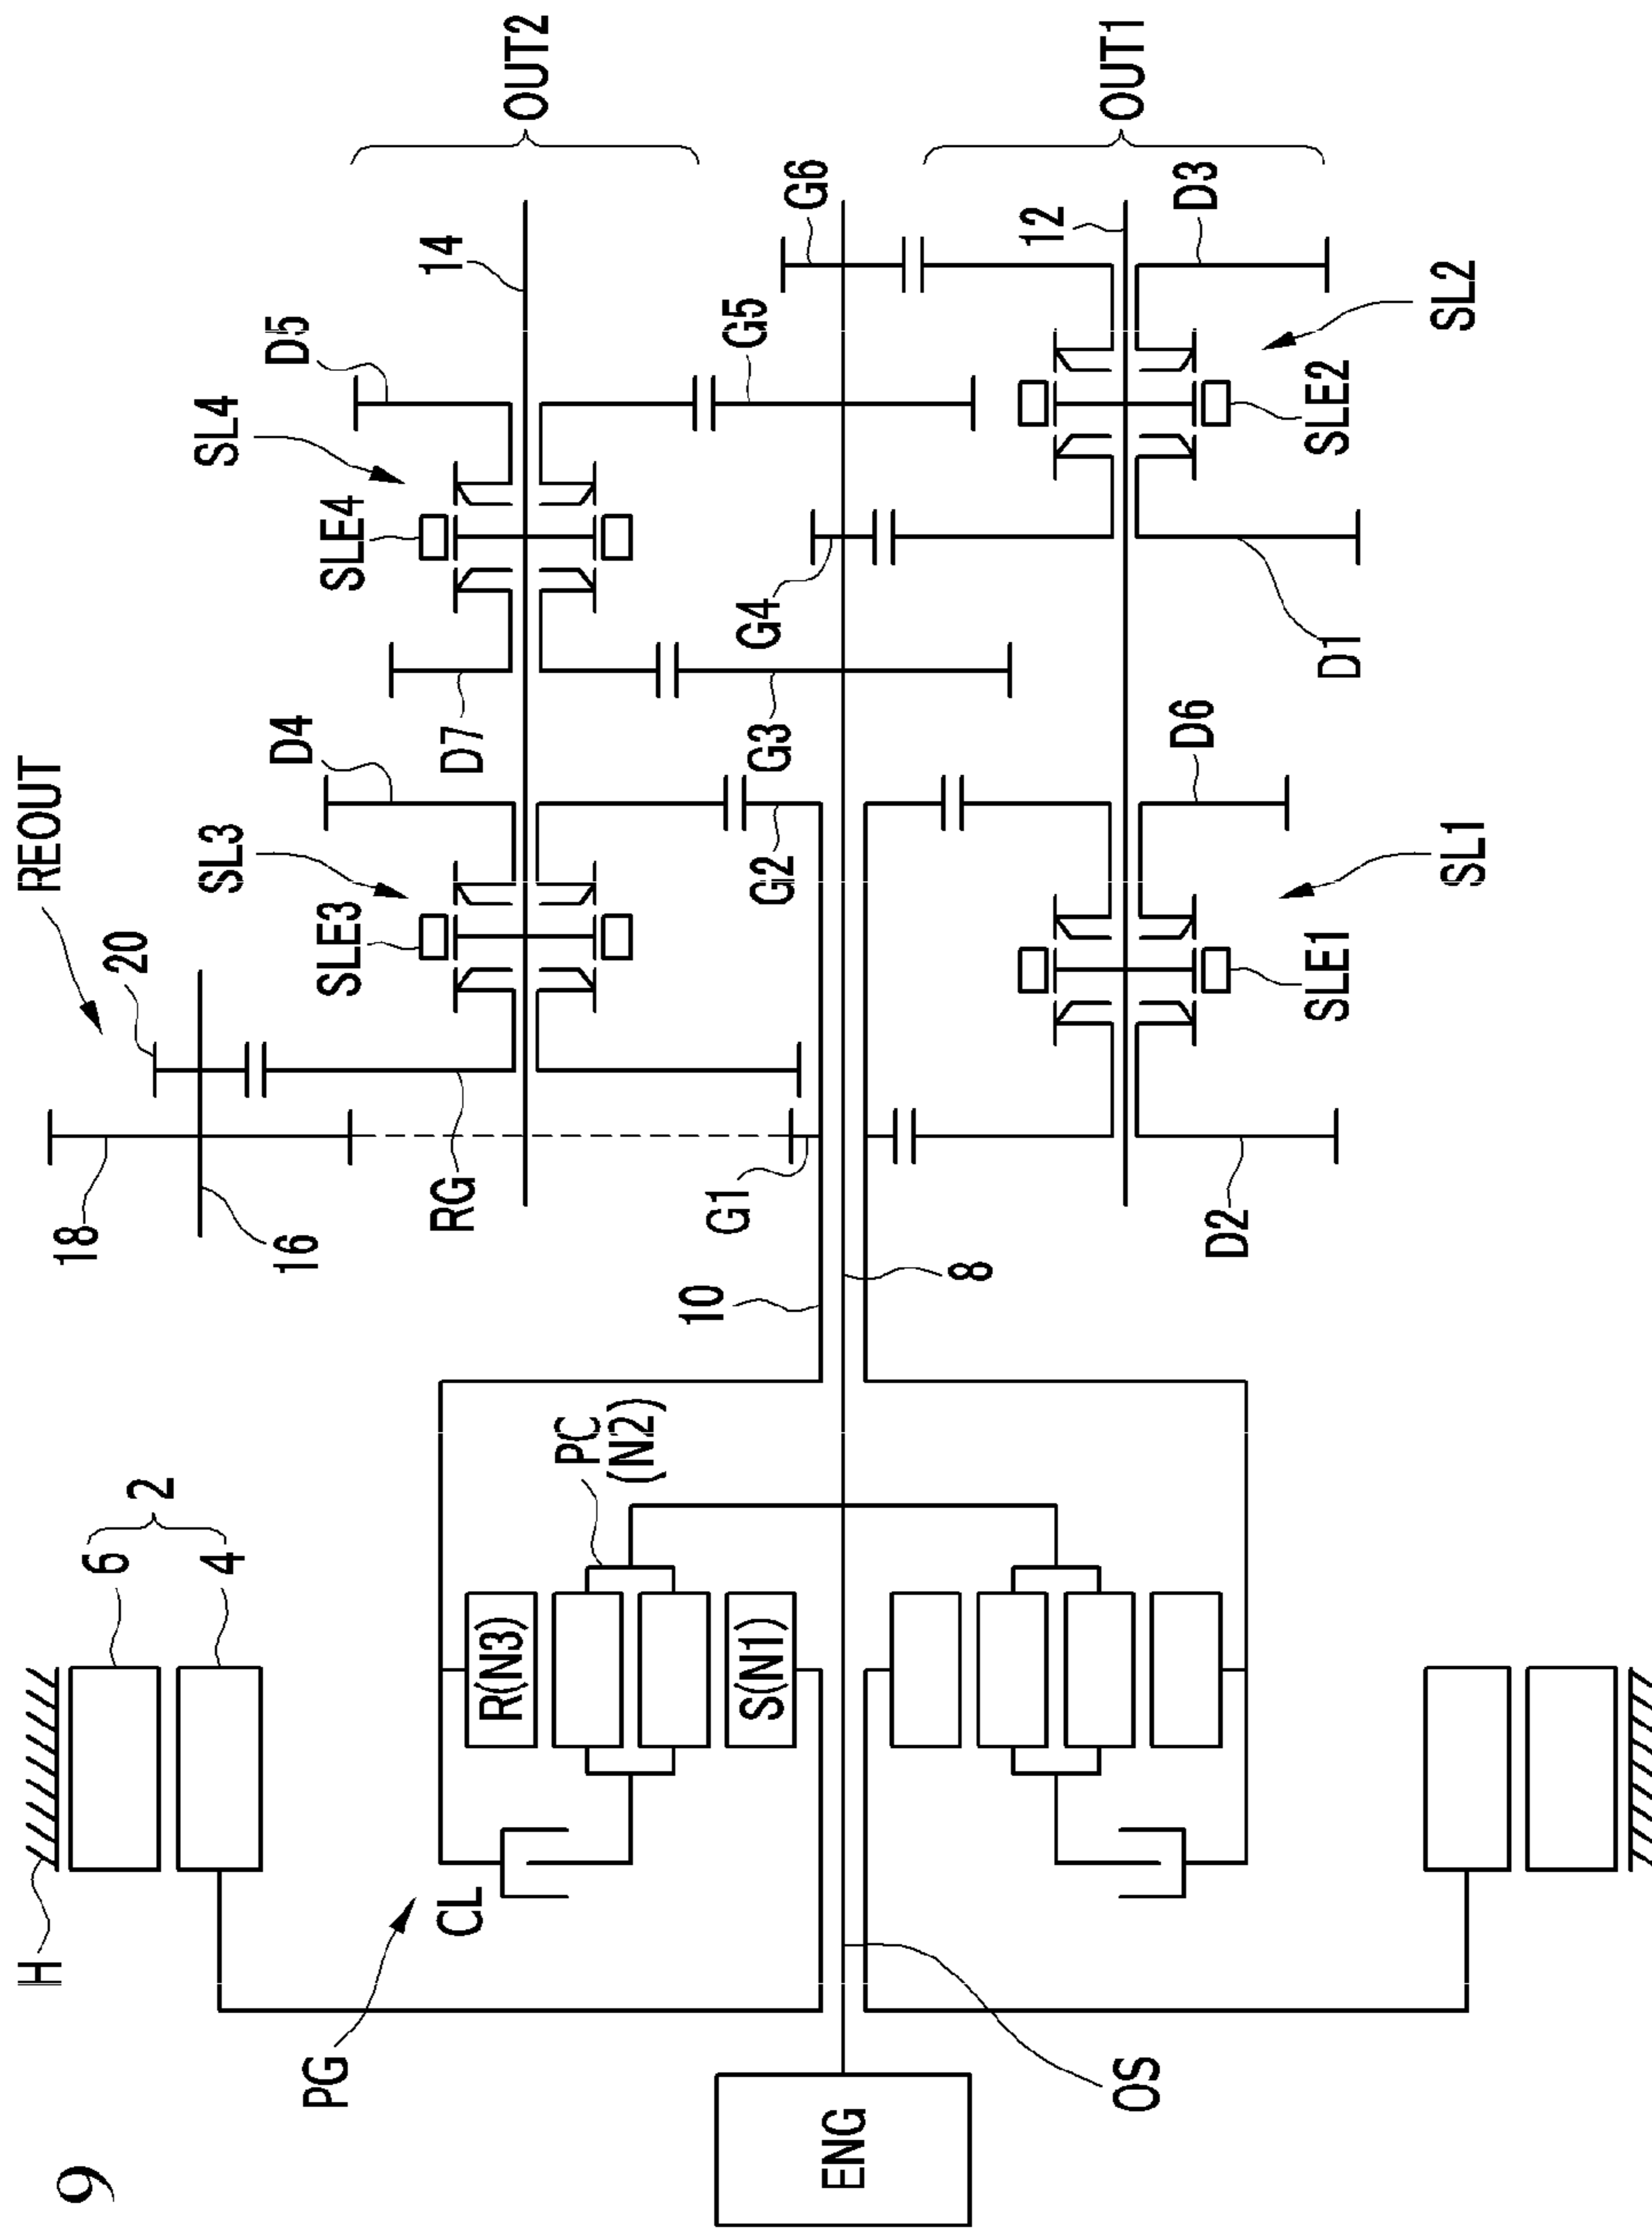 9
H
6
4
2
REOUT
18
20
16
D4
SL3
SLE3
RG
D7
SL4
SLE4
D5
14
OUT2
PG
CL
R(N3)
S(N1)
PC
(N2)
10
G1
G2
G3
G4
G5
G6
ENG
OS
8
D2
SLE1
SL1
D6
D1
SLE2
SL2
12
D3
OUT1